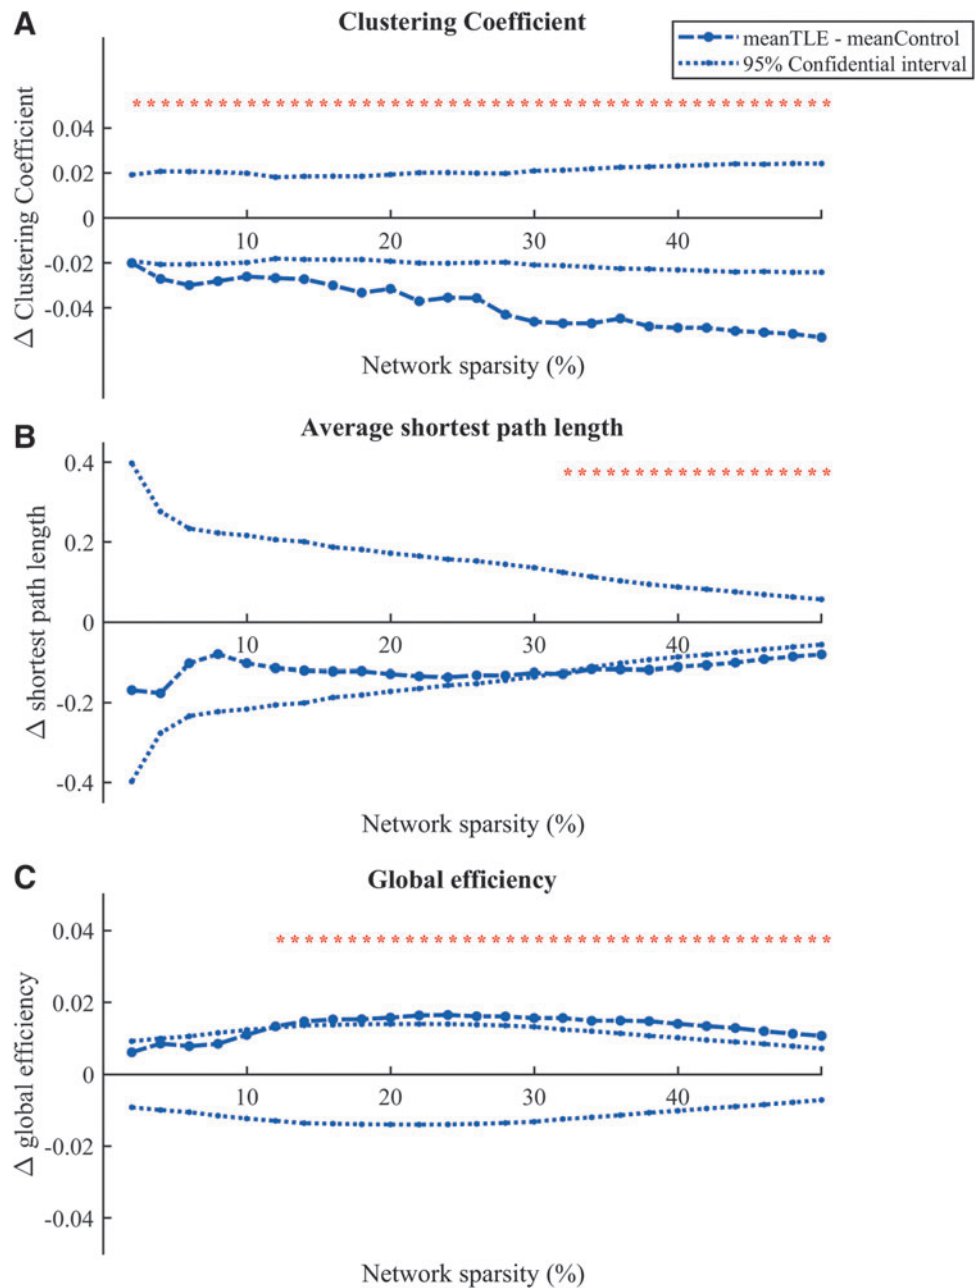 A
Clustering Coefficient
meanTLE - meanControl
95% Confidential interval
* * * * * * * * * * * * * * * * * * * * * * * * * * * * * * * * * * * * * * * * * * * * * * * * *
0.04
0.02
0
-0.02
-0.04
Δ Clustering Coefficient
10
20
30
40
Network sparsity (%)
B
Average shortest path length
* * * * * * * * * * * * * * * * * * *
0.4
0.2
0
-0.2
-0.4
Δ shortest path length
10
20
30
40
Network sparsity (%)
C
Global efficiency
* * * * * * * * * * * * * * * * * * * * * * * * * * * * * * * * * * * * * * *
0.04
0.02
0
-0.02
-0.04
Δ global efficiency
10
20
30
40
Network sparsity (%)